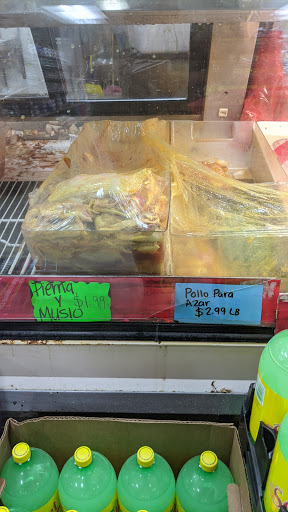 Pierna
y $1.99
Muslo
Pollo Para
Azar
$2.99 LB